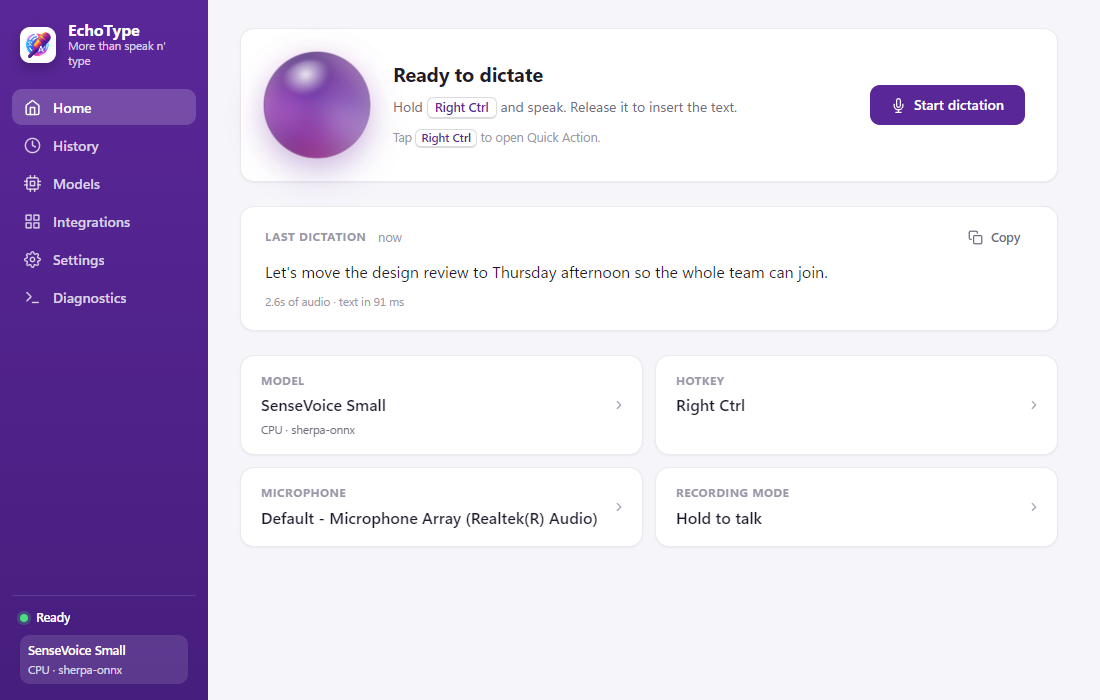 EchoType
More than speak n'
type
Home
History
Models
Integrations
Settings
Diagnostics
Ready
SenseVoice Small
CPU · sherpa-onnx
Ready to dictate
Hold Right Ctrl and speak. Release it to insert the text.
Tap Right Ctrl to open Quick Action.
Start dictation
LAST DICTATION now
Copy
Let's move the design review to Thursday afternoon so the whole team can join.
2.6s of audio · text in 91 ms
MODEL
SenseVoice Small
CPU · sherpa-onnx
HOTKEY
Right Ctrl
MICROPHONE
Default - Microphone Array (Realtek(R) Audio)
RECORDING MODE
Hold to talk